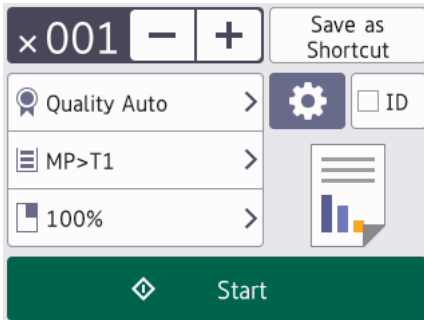 ×001
Save as
Shortcut
Quality Auto
ID
MP>T1
100%
Start